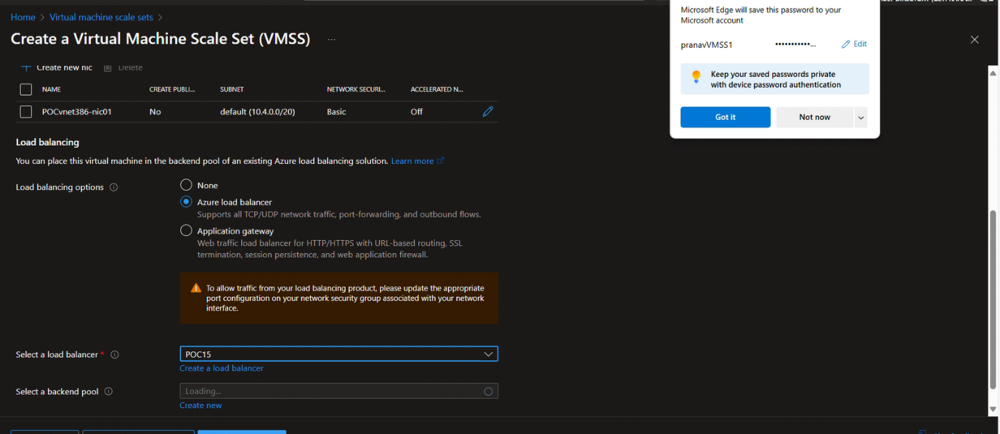 Home > Virtual machine scale sets >
Create a Virtual Machine Scale Set (VMSS) ...
Create new nic Delete
NAME CREATE PUBLI... SUBNET NETWORK SECURI... ACCELERATED N...
POCvnet386-nic01 No default (10.4.0.0/20) Basic Off
Load balancing
You can place this virtual machine in the backend pool of an existing Azure load balancing solution. Learn more
Load balancing options
None
Azure load balancer
Supports all TCP/UDP network traffic, port-forwarding, and outbound flows.
Application gateway
Web traffic load balancer for HTTP/HTTPS with URL-based routing, SSL
termination, session persistence, and web application firewall.
To allow traffic from your load balancing product, please update the appropriate
port configuration on your network security group associated with your network
interface.
Select a load balancer * POC15
Create a load balancer
Select a backend pool Loading...
Create new
Microsoft Edge will save this password to your
Microsoft account
pranavVMSS1 •••••••••••... Edit
Keep your saved passwords private
with device password authentication
Got it Not now